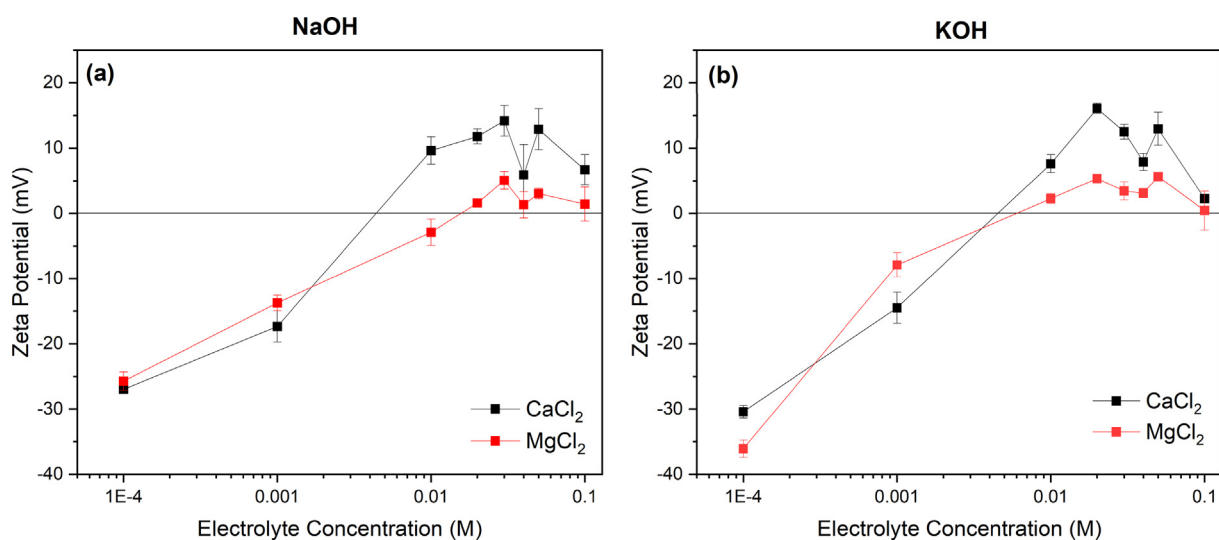 NaOH
(a)
Zeta Potential (mV)
20
10
0
-10
-20
-30
-40
1E-4
0.001
0.01
0.1
Electrolyte Concentration (M)
CaCl₂
MgCl₂
KOH
(b)
Zeta Potential (mV)
20
10
0
-10
-20
-30
-40
1E-4
0.001
0.01
0.1
Electrolyte Concentration (M)
CaCl₂
MgCl₂